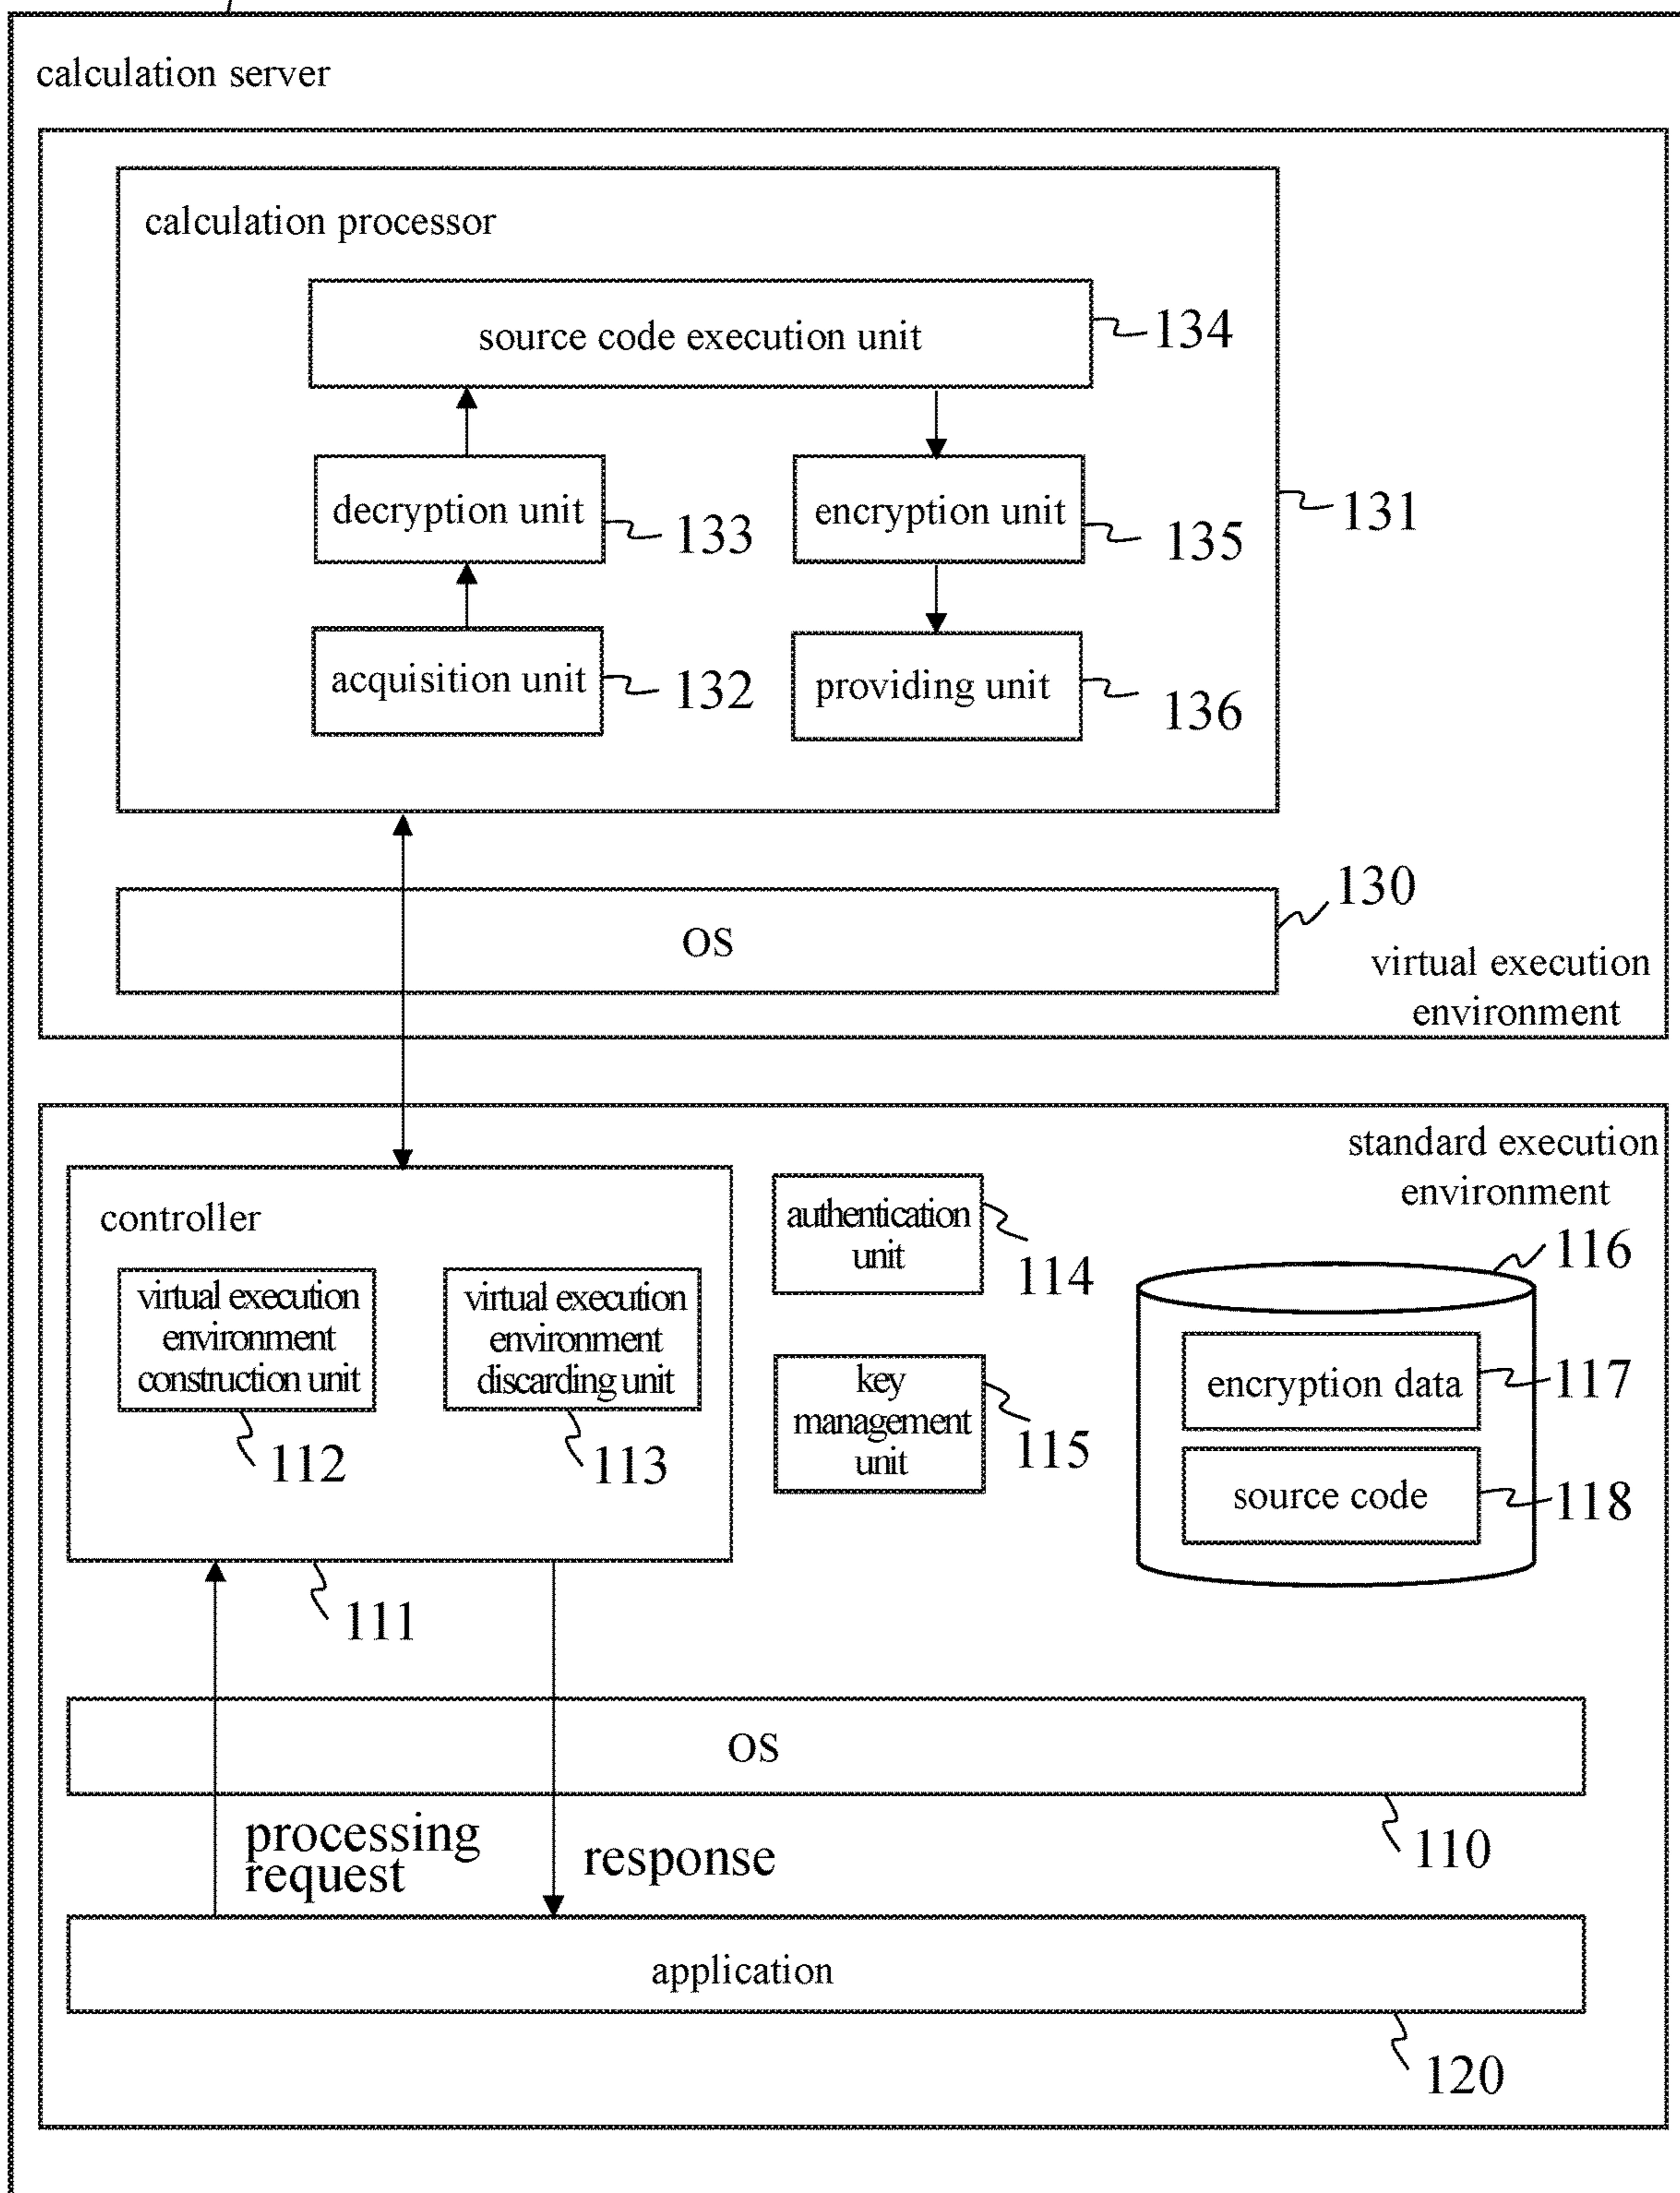 calculation server
calculation processor
source code execution unit
134
decryption unit
133
encryption unit
135
131
acquisition unit
132
providing unit
136
130
OS
virtual execution
environment
standard execution
environment
controller
virtual execution
environment
construction unit
112
virtual execution
environment
discarding unit
113
authentication
unit
114
key
management
unit
115
116
encryption data
117
source code
118
111
OS
110
processing
request
response
application
120